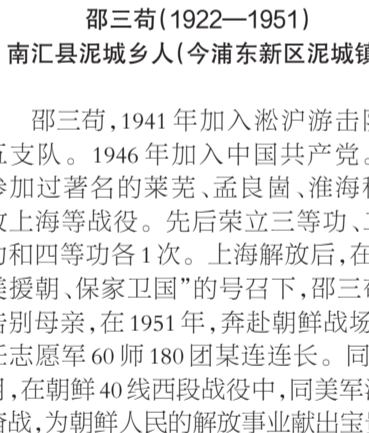 邵三苟(1922—1951)
南汇县泥城乡人(今浦东新区泥城镇
邵三苟,1941年加入淞沪游击队
五支队。1946年加入中国共产党。
参加过著名的莱芜、孟良崮、淮海和
放上海等战役。先后荣立三等功、二
功和四等功各1次。上海解放后,在
美援朝、保家卫国”的号召下,邵三苟
告别母亲,在1951年,奔赴朝鲜战场
任志愿军60师180团某连连长。同
月,在朝鲜40线西段战役中,同美军
奋战,为朝鲜人民的解放事业献出宝贵